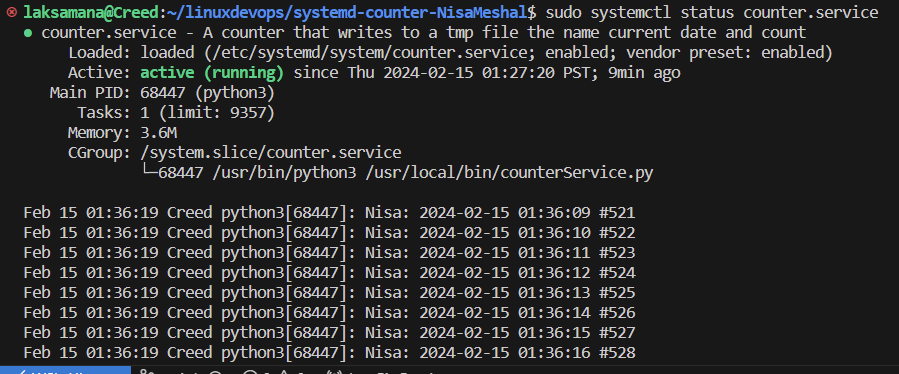 laksamana@Creed:~/linuxdevops/systemd-counter-NisaMeshal$ sudo systemctl status counter.service
● counter.service - A counter that writes to a tmp file the name current date and count
Loaded: loaded (/etc/systemd/system/counter.service; enabled; vendor preset: enabled)
Active: active (running) since Thu 2024-02-15 01:27:20 PST; 9min ago
Main PID: 68447 (python3)
Tasks: 1 (limit: 9357)
Memory: 3.6M
CGroup: /system.slice/counter.service
└─68447 /usr/bin/python3 /usr/local/bin/counterService.py
Feb 15 01:36:19 Creed python3[68447]: Nisa: 2024-02-15 01:36:09 #521
Feb 15 01:36:19 Creed python3[68447]: Nisa: 2024-02-15 01:36:10 #522
Feb 15 01:36:19 Creed python3[68447]: Nisa: 2024-02-15 01:36:11 #523
Feb 15 01:36:19 Creed python3[68447]: Nisa: 2024-02-15 01:36:12 #524
Feb 15 01:36:19 Creed python3[68447]: Nisa: 2024-02-15 01:36:13 #525
Feb 15 01:36:19 Creed python3[68447]: Nisa: 2024-02-15 01:36:14 #526
Feb 15 01:36:19 Creed python3[68447]: Nisa: 2024-02-15 01:36:15 #527
Feb 15 01:36:19 Creed python3[68447]: Nisa: 2024-02-15 01:36:16 #528